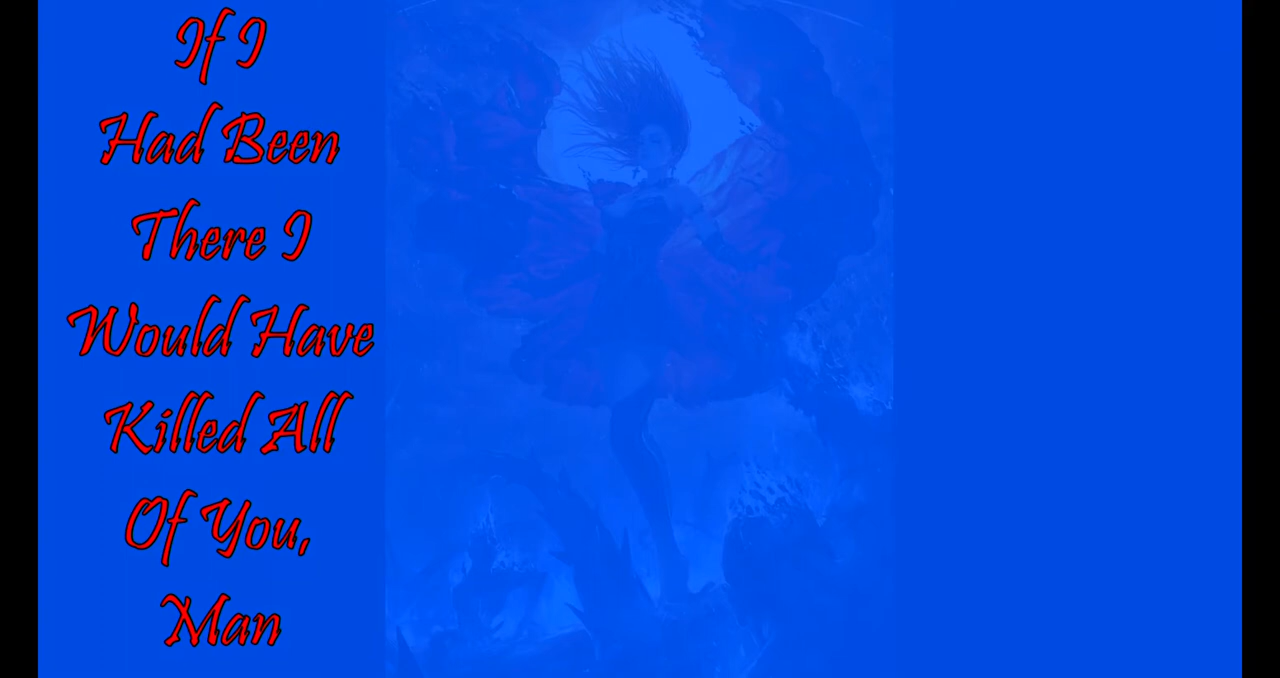 If I
Had Been
There I
Would Have
Killed All
Of You,
Man